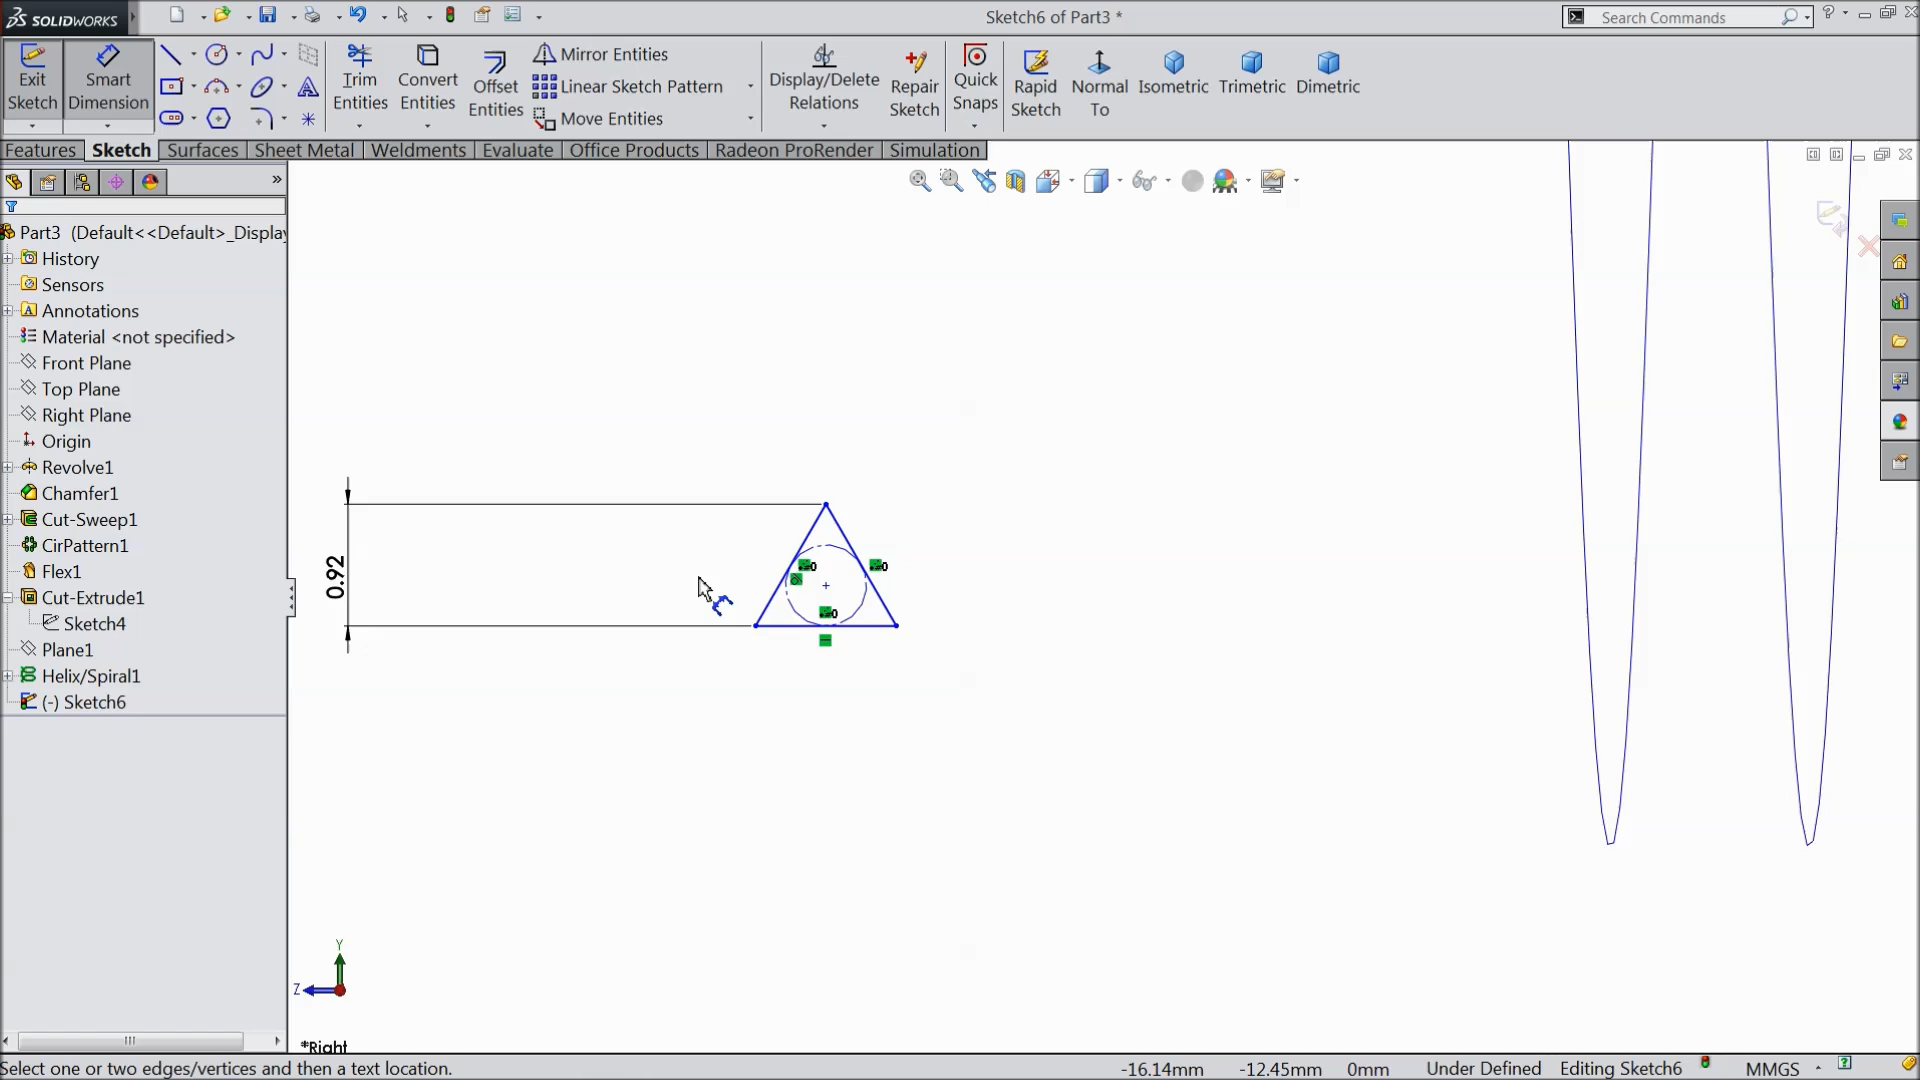 SOLIDWORKS
Sketch6 of Part3 *
Search Commands
Exit Sketch
Smart Dimension
Trim Entities
Convert Entities
Offset Entities
Mirror Entities
Linear Sketch Pattern
Move Entities
Display/Delete Relations
Repair Sketch
Quick Snaps
Rapid Sketch
Normal To
Isometric
Trimetric
Dimetric
Features
Sketch
Surfaces
Sheet Metal
Weldments
Evaluate
Office Products
Radeon ProRender
Simulation
Part3 (Default<<Default>_Display
History
Sensors
Annotations
Material <not specified>
Front Plane
Top Plane
Right Plane
Origin
Revolve1
Chamfer1
Cut-Sweep1
CirPattern1
Flex1
Cut-Extrude1
Sketch4
Plane1
Helix/Spiral1
(-) Sketch6
0.92
0
0
0
Y
Z
*Right
Select one or two edges/vertices and then a text location.
-16.14mm
-12.45mm
0mm
Under Defined
Editing Sketch6
MMGS